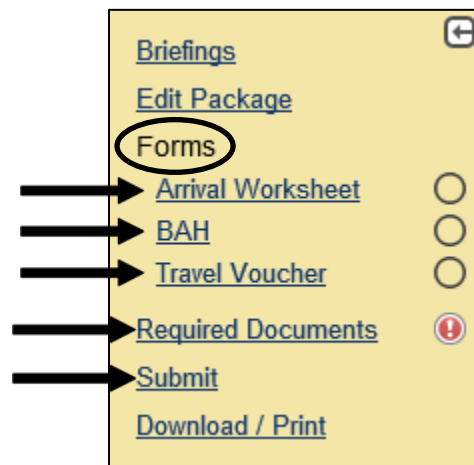 Briefings
Edit Package
Forms
Arrival Worksheet
BAH
Travel Voucher
Required Documents
Submit
Download / Print